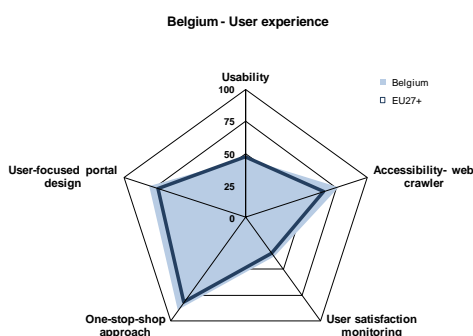 Belgium - User experience
Usability
100
75
50
25
0
Belgium
EU27+
Accessibility- web
crawler
User satisfaction
monitoring
One-stop-shop
approach
User-focused portal
design